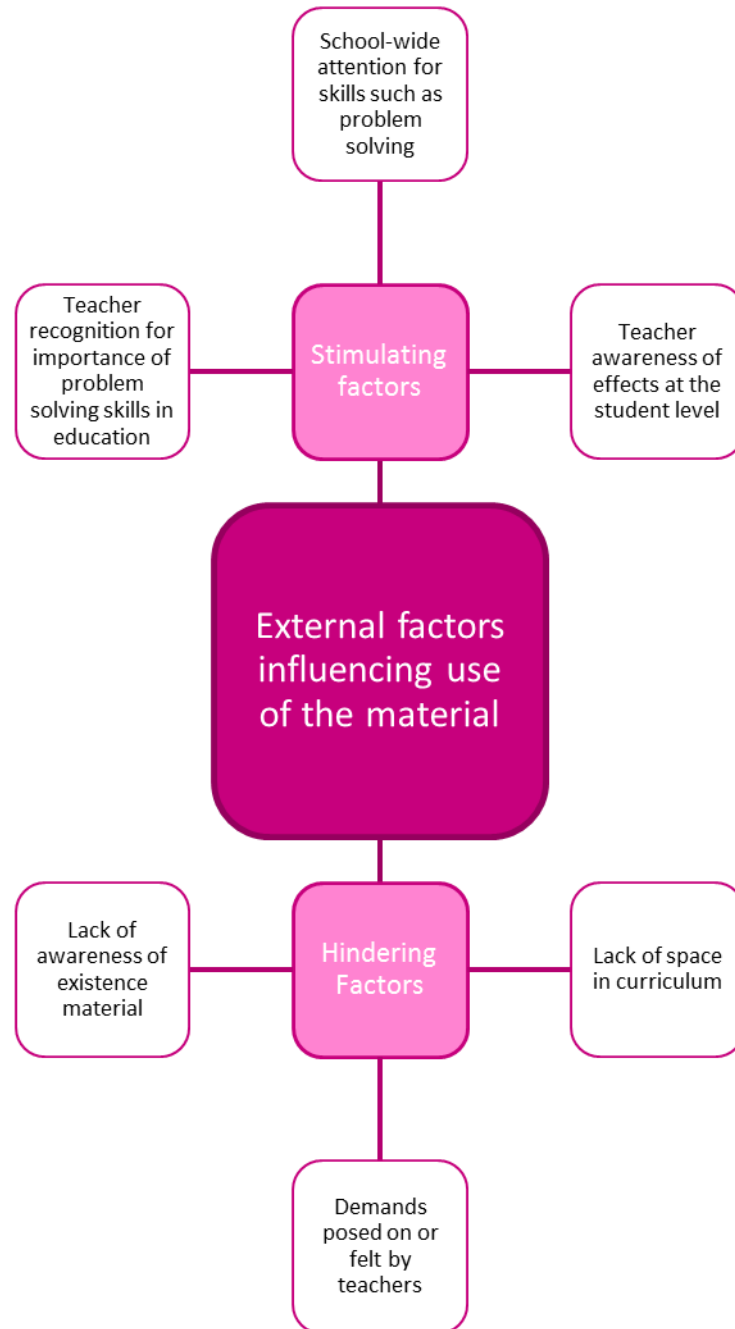 School-wide
attention for
skills such as
problem
solving
Teacher
recognition for
importance of
problem
solving skills in
education
Stimulating
factors
Teacher
awareness of
effects at the
student level
External factors
influencing use
of the material
Lack of
awareness of
existence
material
Hindering
Factors
Lack of space
in curriculum
Demands
posed on or
felt by
teachers